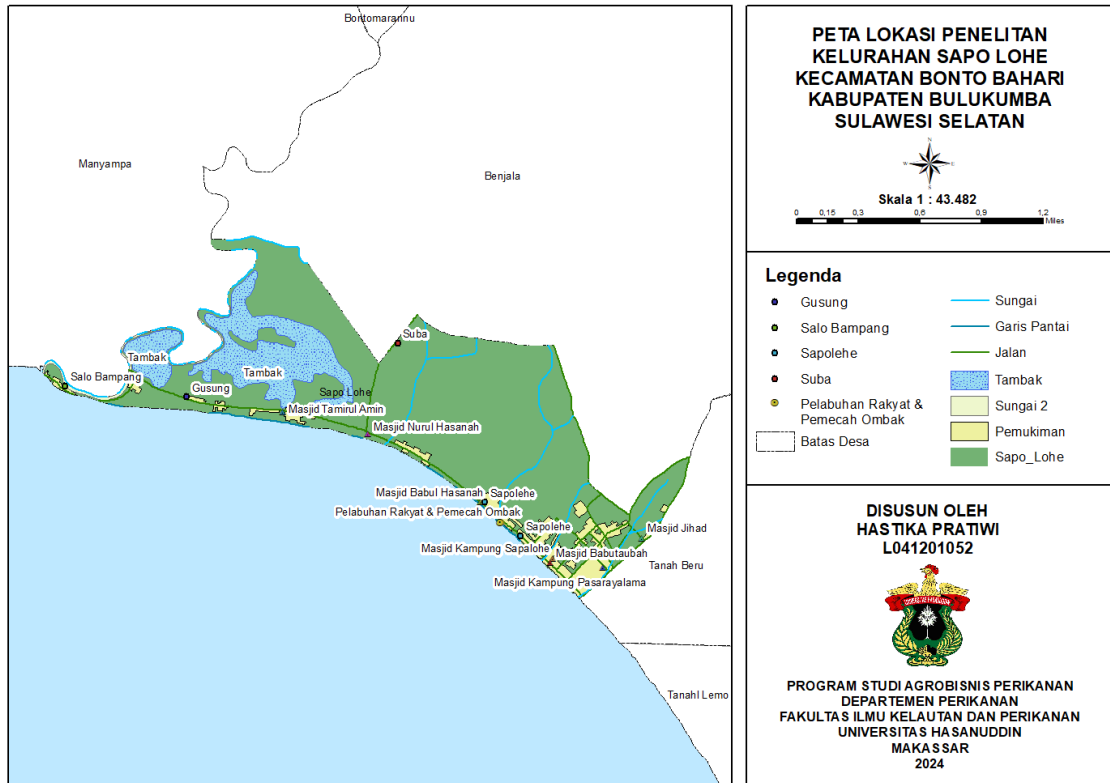 Bontomarannu
Manyampa
Benjala
Suba
Tambak
Tambak
Salo Bampang
Gusung
Sapo Lohe
Masjid Tamirul Amin
Masjid Nurul Hasanah
Masjid Babul Hasanah
Sapolehe
Pelabuhan Rakyat & Pemecah Ombak
Sapolehe
Masjid Jihad
Masjid Kampung Sapalohe
Masjid Babutaubah
Tanah Beru
Masjid Kampung Pasarayalama
Tanahl Lemo
PETA LOKASI PENELITAN
KELURAHAN SAPO LOHE
KECAMATAN BONTO BAHARI
KABUPATEN BULUKUMBA
SULAWESI SELATAN
N
W
E
S
Skala 1 : 43.482
0 0,15 0,3 0,6 0,9 1,2
Miles
Legenda
Gusung
Salo Bampang
Sapolehe
Suba
Pelabuhan Rakyat &
Pemecah Ombak
Batas Desa
Sungai
Garis Pantai
Jalan
Tambak
Sungai 2
Pemukiman
Sapo_Lohe
DISUSUN OLEH
HASTIKA PRATIWI
L041201052
PROGRAM STUDI AGROBISNIS PERIKANAN
DEPARTEMEN PERIKANAN
FAKULTAS ILMU KELAUTAN DAN PERIKANAN
UNIVERSITAS HASANUDDIN
MAKASSAR
2024